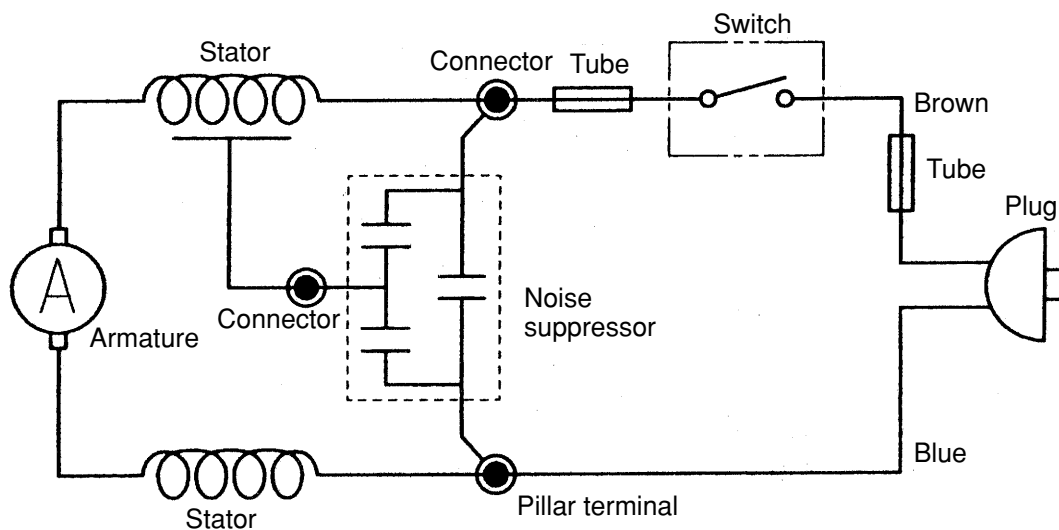 Switch
Stator
Connector
Tube
Brown
Tube
Plug
A
Armature
Connector
Noise
suppressor
Blue
Stator
Pillar terminal